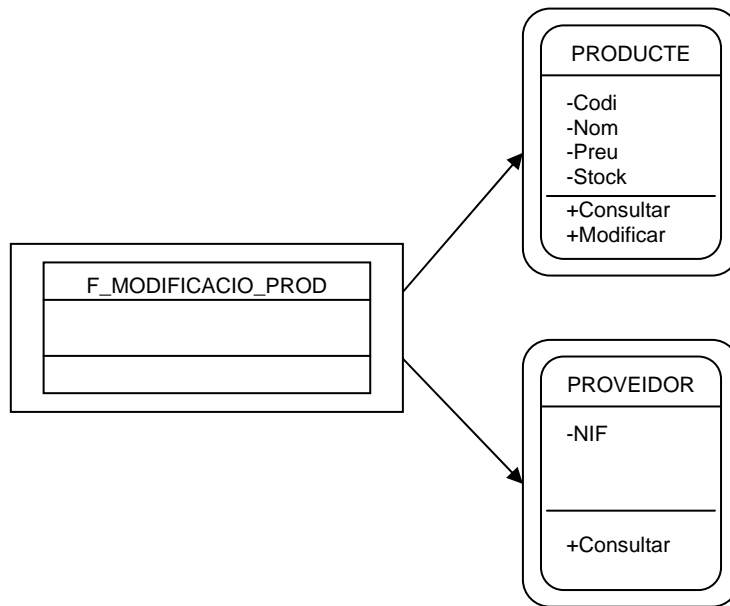 PRODUCTE
-Codi
-Nom
-Preu
-Stock
+Consultar
+Modificar
F_MODIFICACIO_PROD
PROVEIDOR
-NIF
+Consultar